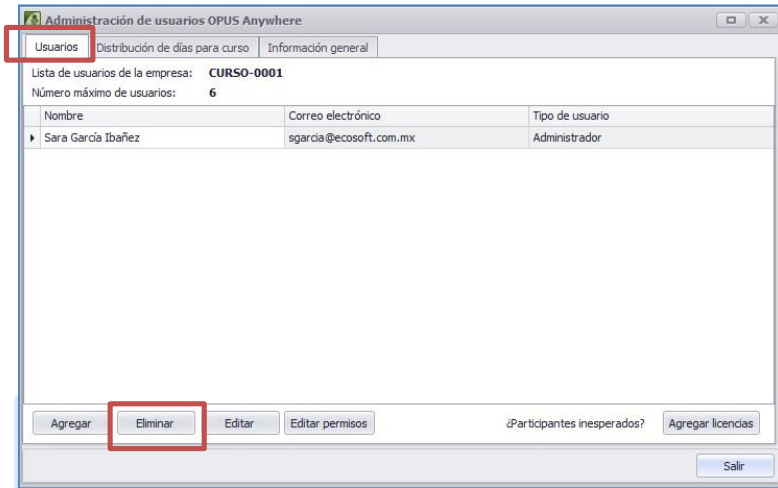 Administración de usuarios OPUS Anywhere
Usuarios Distribución de días para curso Información general
Lista de usuarios de la empresa: CURSO-0001
Número máximo de usuarios: 6
Nombre Correo electrónico Tipo de usuario
Sara García Ibañez sgarcia@ecosoft.com.mx Administrador
Agregar Eliminar Editar Editar permisos ¿Participantes inesperados? Agregar licencias
Salir